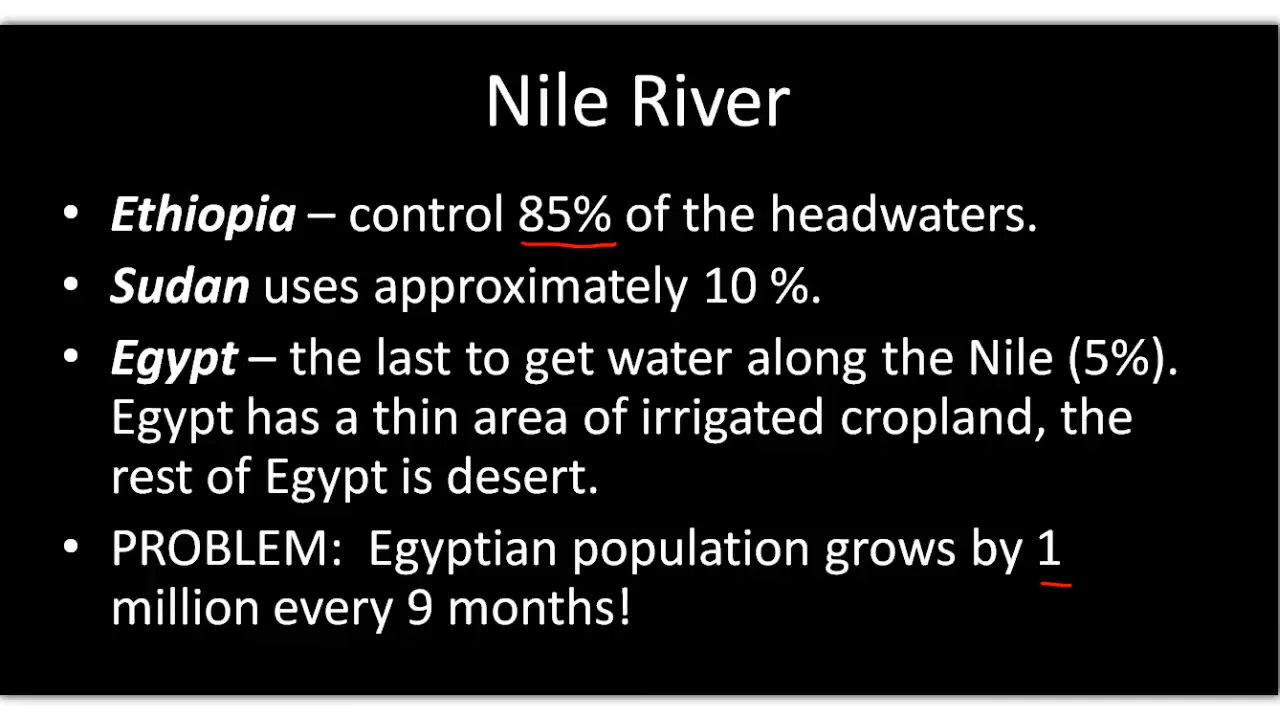 Nile River
• Ethiopia – control 85% of the headwaters.
• Sudan uses approximately 10 %.
• Egypt – the last to get water along the Nile (5%).
Egypt has a thin area of irrigated cropland, the
rest of Egypt is desert.
• PROBLEM:  Egyptian population grows by 1
million every 9 months!